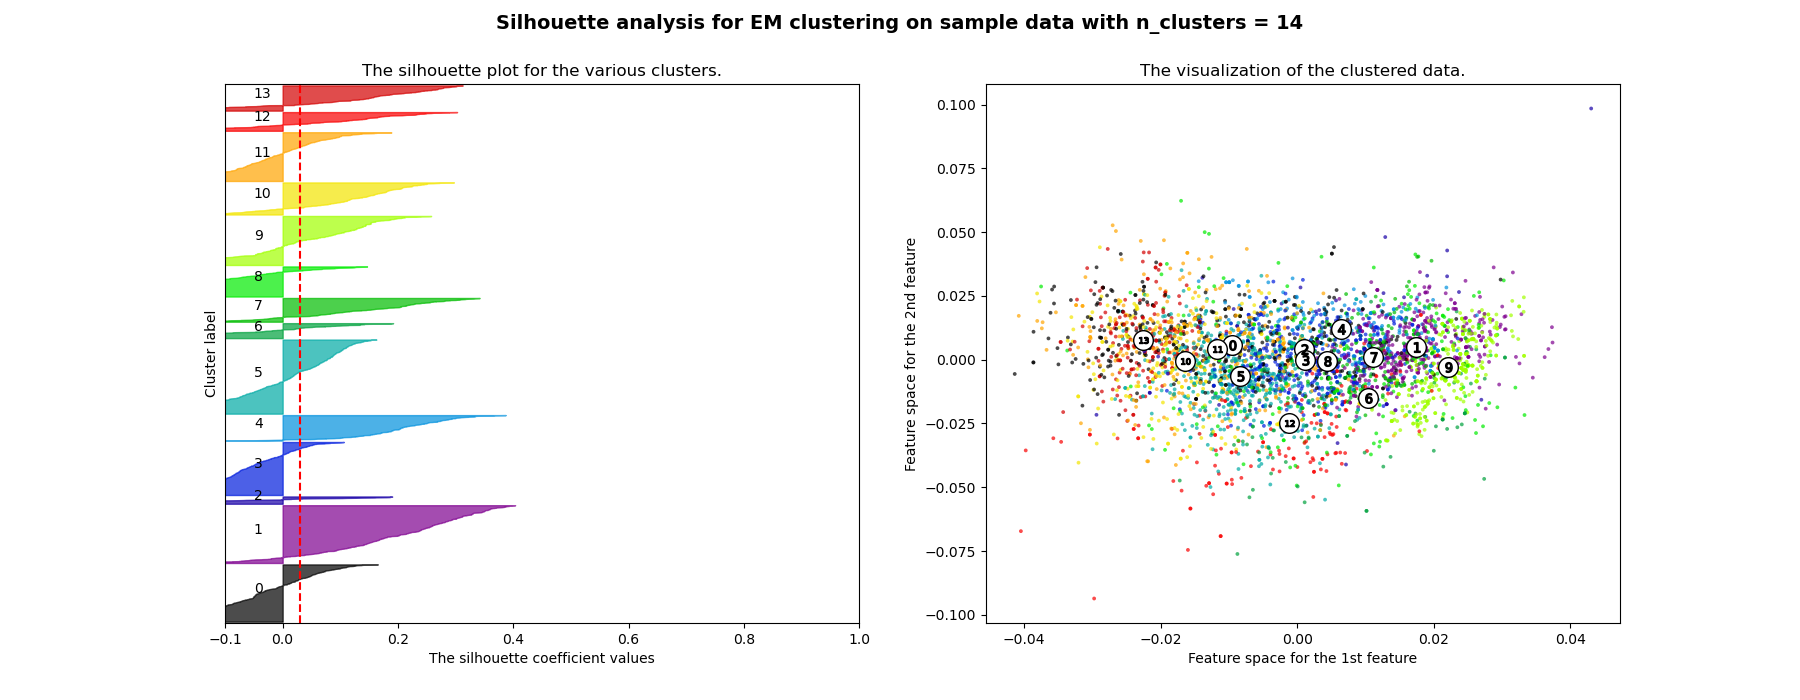 Silhouette analysis for EM clustering on sample data with n_clusters = 14
The silhouette plot for the various clusters.
Cluster label
13
12
11
10
9
8
7
6
5
4
3
2
1
0
−0.1 0.0 0.2 0.4 0.6 0.8 1.0
The silhouette coefficient values
The visualization of the clustered data.
Feature space for the 2nd feature
0.100
0.075
0.050
0.025
0.000
−0.025
−0.050
−0.075
−0.100
4
13 11 0 2 1
10 3 8 7
5 9
6
12
−0.04 −0.02 0.00 0.02 0.04
Feature space for the 1st feature